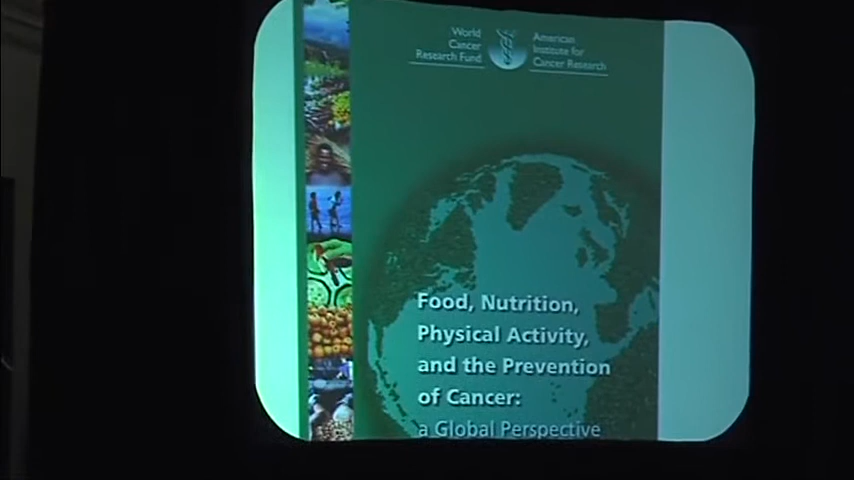 World
Cancer
Research Fund
American
Institute for
Cancer Research
Food, Nutrition,
Physical Activity,
and the Prevention
of Cancer:
a Global Perspective